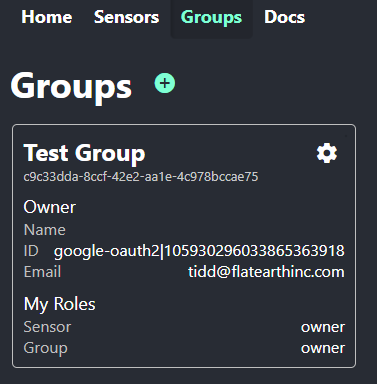 Home Sensors Groups Docs
Groups
Test Group
c9c33dda-8ccf-42e2-aa1e-4c978bccae75
Owner
Name
ID google-oauth2|105930296033865363918
Email tidd@flatearthinc.com
My Roles
Sensor owner
Group owner